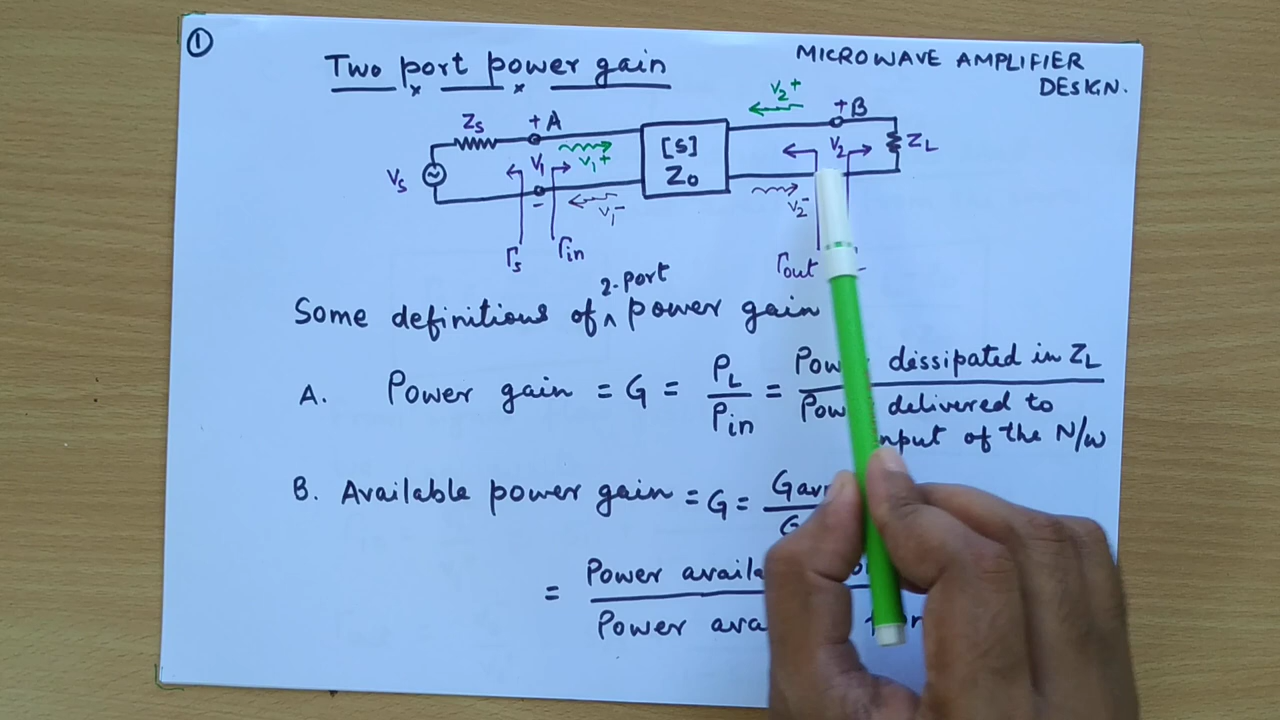 ①
Two port power gain
MICROWAVE AMPLIFIER
DESIGN.
V2+
+ A
+B
Zs
V1
V1+
[S]
Z0
V2
ZL
Vs
-
V1-
V2-
Γs
Γin
Γout
2-port
Some definitions of ^ power gain
A. Power gain = G = PL/Pin = Power dissipated in ZL
delivered to
input of the N/w
B. Available power gain = G =
= Power
Power